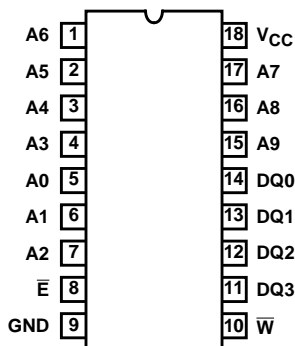 A6 1 18 VCC
A5 2 17 A7
A4 3 16 A8
A3 4 15 A9
A0 5 14 DQ0
A1 6 13 DQ1
A2 7 12 DQ2
E̅ 8 11 DQ3
GND 9 10 W̅